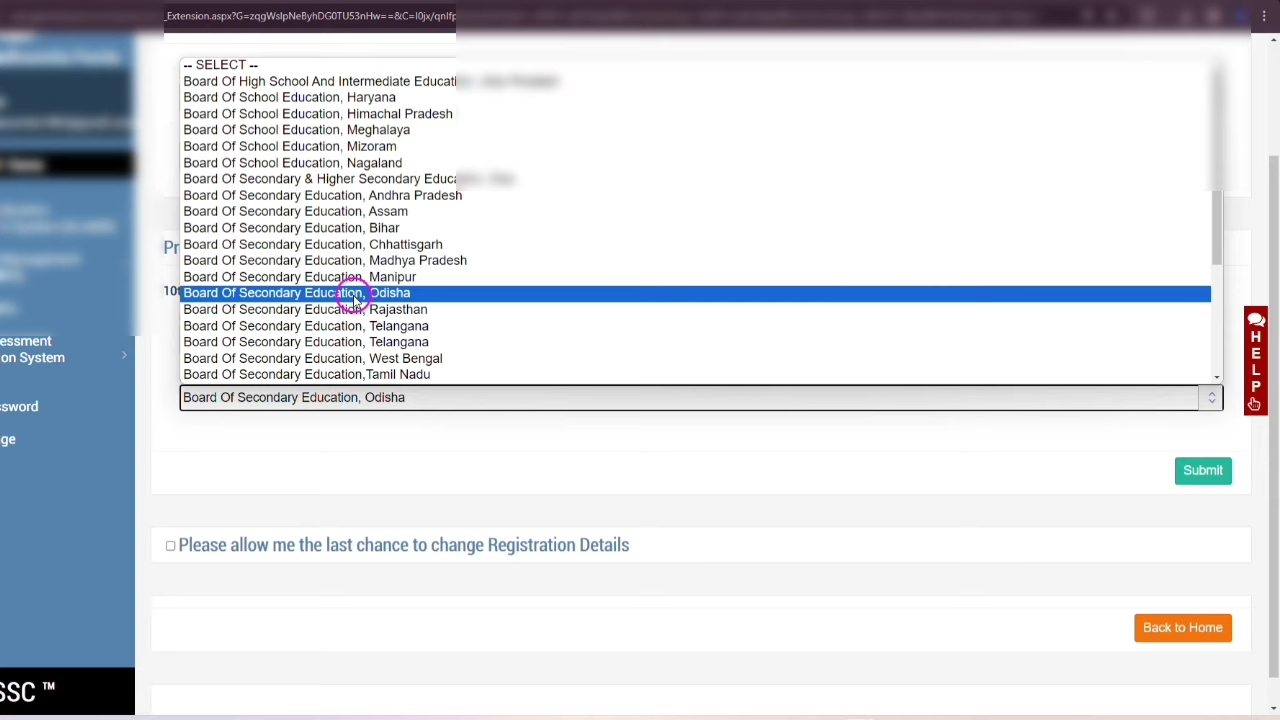 _Extension.aspx?G=zqgWslpNeByhDG0TU53nHw==&C=I0jx/qnIfp
-- SELECT --
Board Of High School And Intermediate Educati
Board Of School Education, Haryana
Board Of School Education, Himachal Pradesh
Board Of School Education, Meghalaya
Board Of School Education, Mizoram
Board Of School Education, Nagaland
Board Of Secondary & Higher Secondary Educa
Board Of Secondary Education, Andhra Pradesh
Board Of Secondary Education, Assam
Board Of Secondary Education, Bihar
Board Of Secondary Education, Chhattisgarh
Board Of Secondary Education, Madhya Pradesh
Board Of Secondary Education, Manipur
Board Of Secondary Education, Odisha
Board Of Secondary Education, Rajasthan
Board Of Secondary Education, Telangana
Board Of Secondary Education, Telangana
Board Of Secondary Education, West Bengal
Board Of Secondary Education,Tamil Nadu
Board Of Secondary Education, Odisha
Pr
10t
essment
on System
sword
ge
SSC ™
Submit
Please allow me the last chance to change Registration Details
Back to Home
HELP